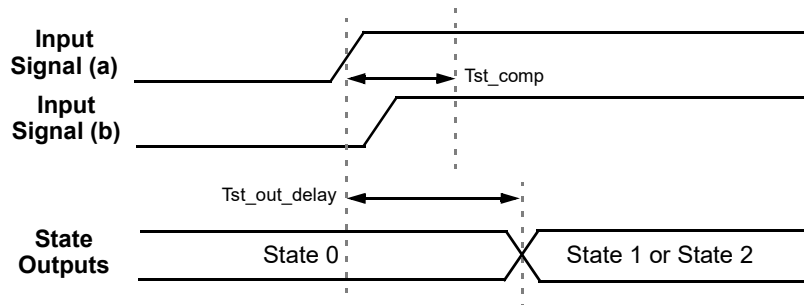 Input
Signal (a)
Tst_comp
Input
Signal (b)
Tst_out_delay
State
Outputs
State 0
State 1 or State 2